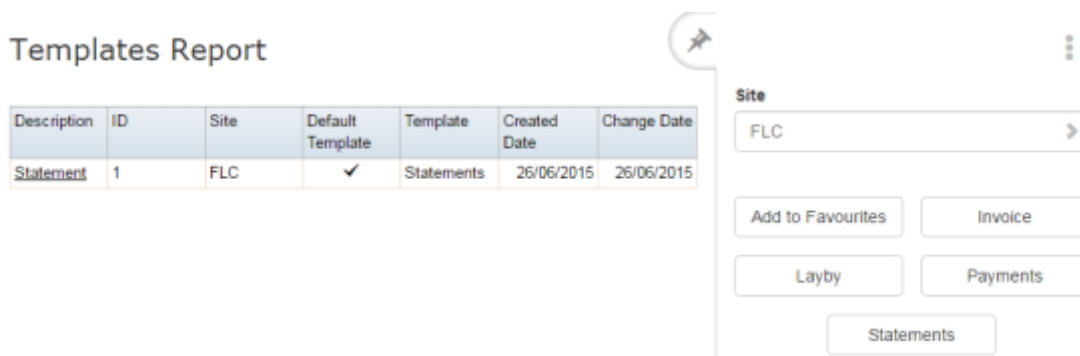 Templates Report
Description ID Site Default Template Template Created Date Change Date
Statement 1 FLC ✓ Statements 26/06/2015 26/06/2015
Site
FLC
Add to Favourites Invoice
Layby Payments
Statements